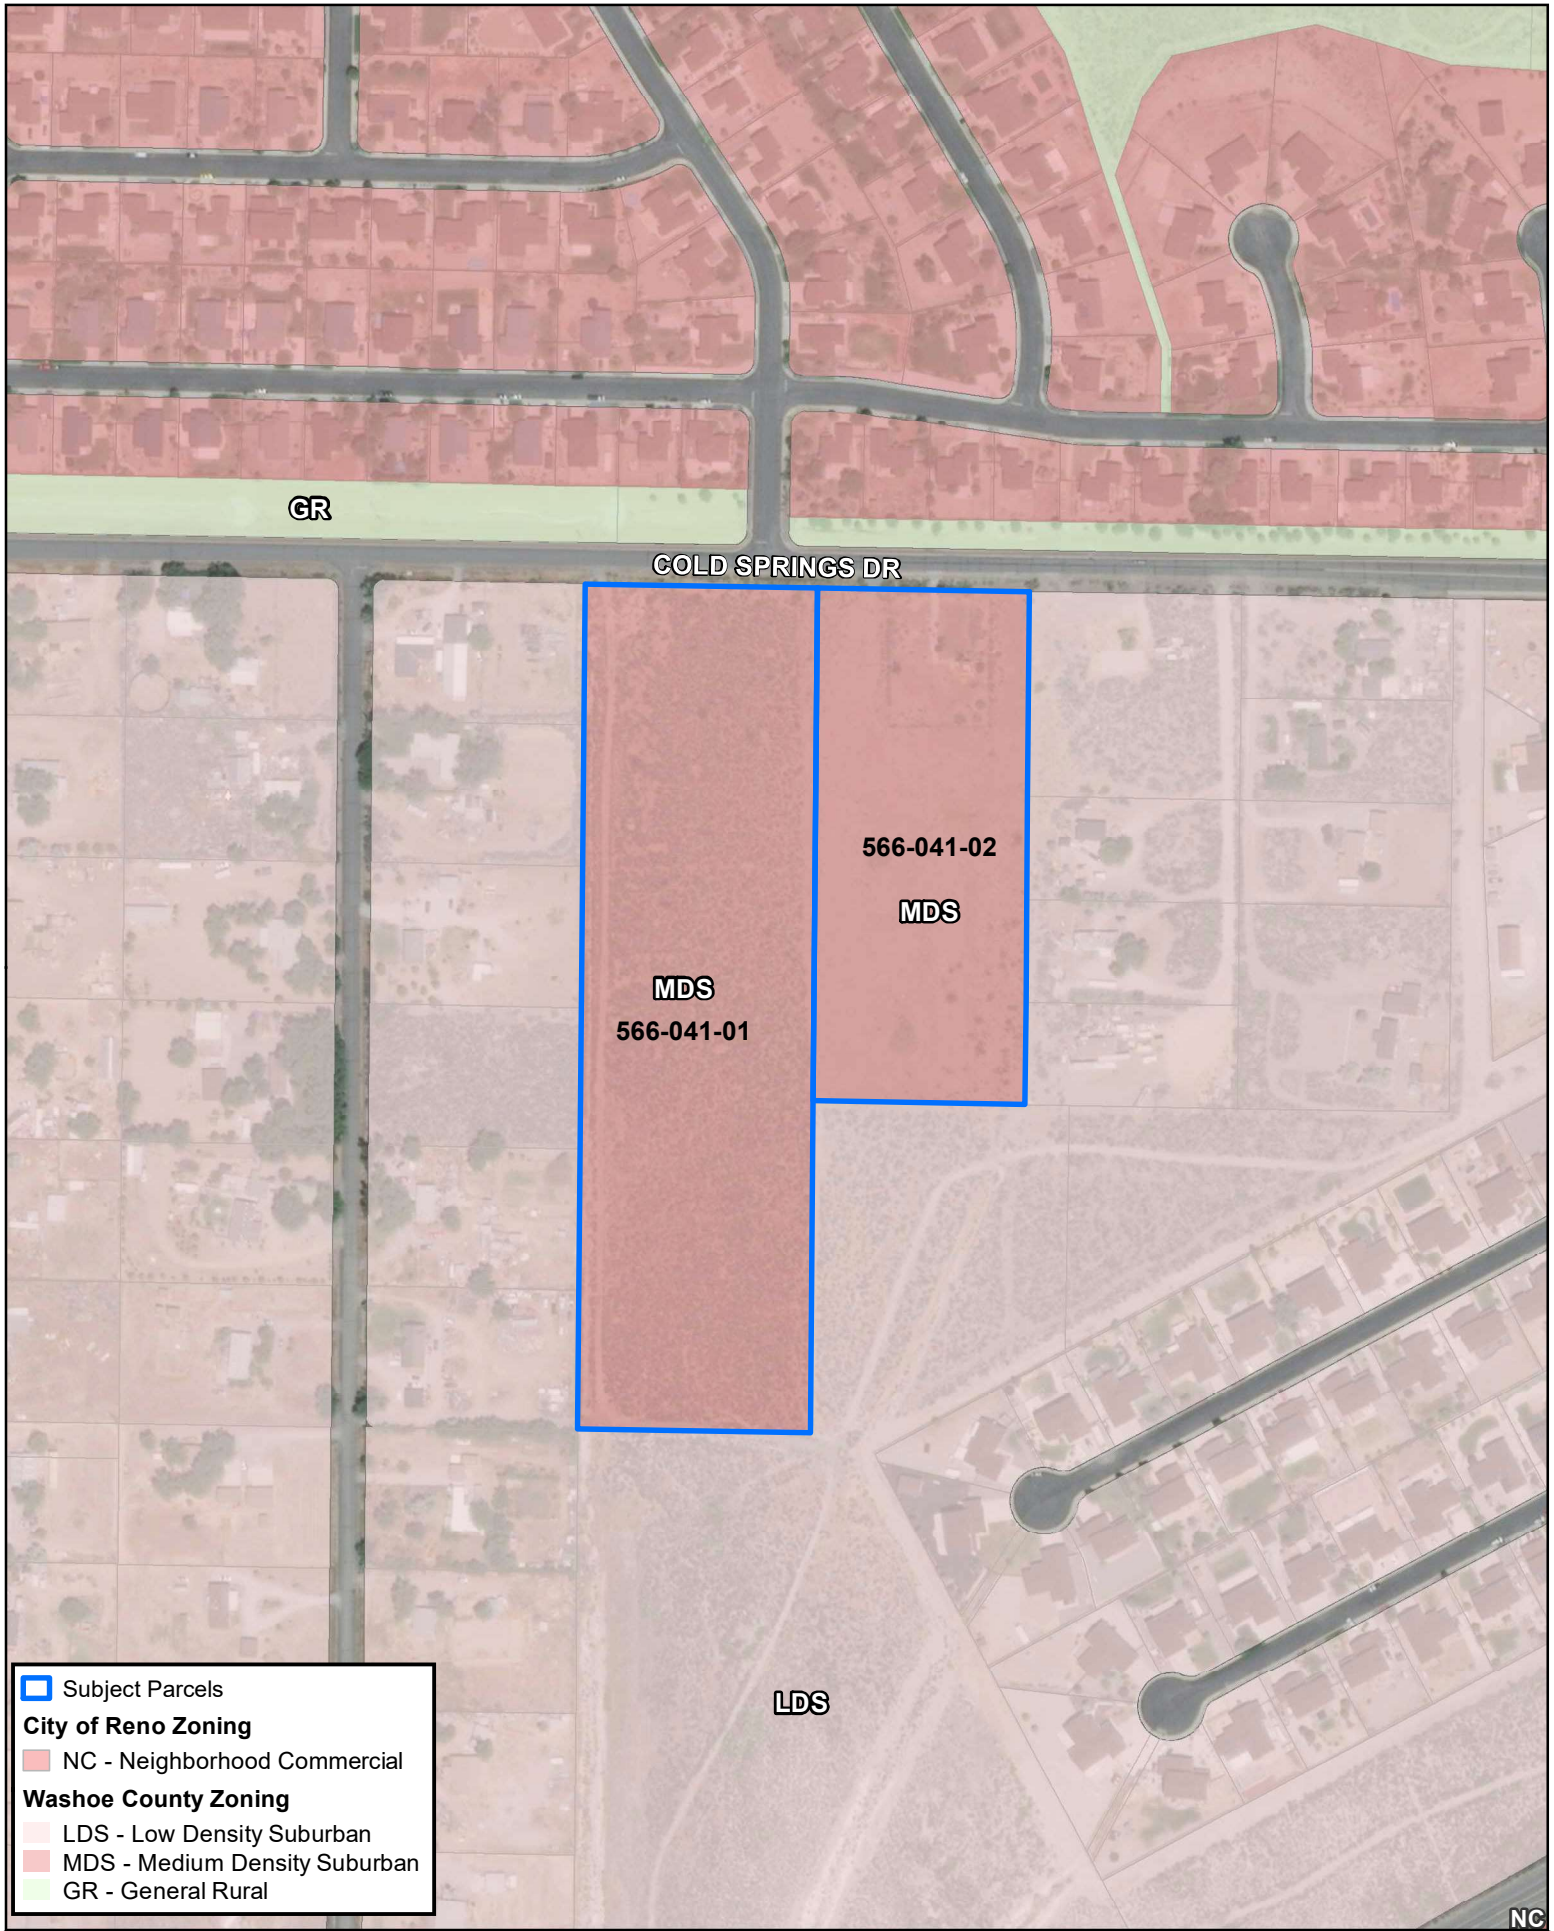 GR
COLD SPRINGS DR
566-041-02
MDS
MDS
566-041-01
LDS
Subject Parcels
City of Reno Zoning
NC - Neighborhood Commercial
Washoe County Zoning
LDS - Low Density Suburban
MDS - Medium Density Suburban
GR - General Rural
NC